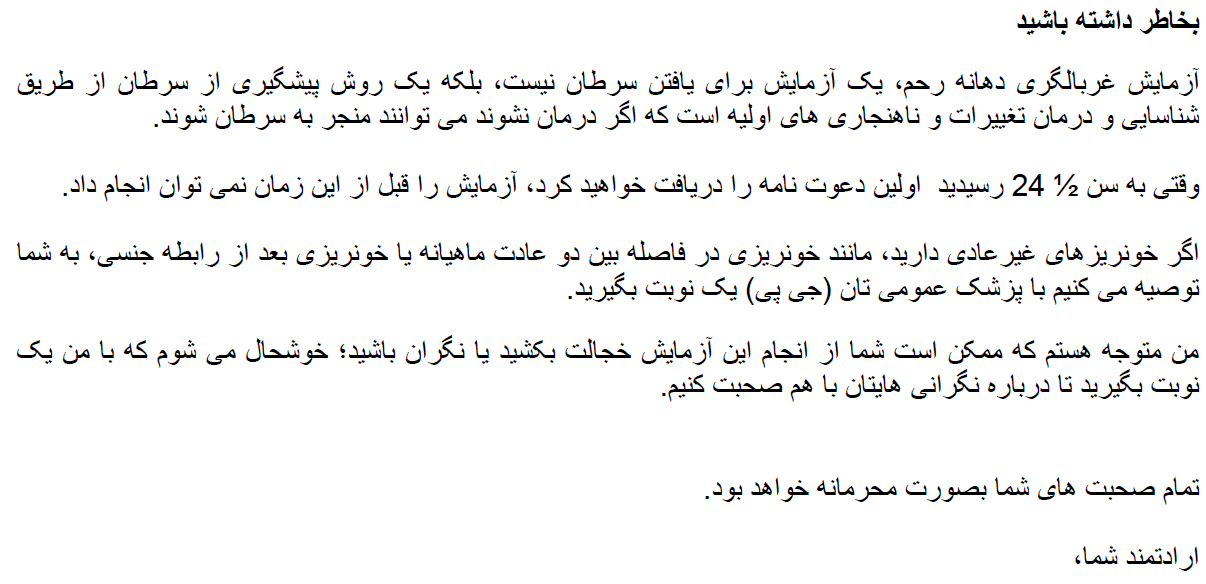 بخاطر داشته باشید
آزمایش غربالگری دهانه رحم، یک آزمایش برای یافتن سرطان نیست، بلکه یک روش پیشگیری از سرطان از طریق
شناسایی و درمان تغییرات و ناهنجاری های اولیه است که اگر درمان نشوند می توانند منجر به سرطان شوند.
وقتی به سن ½ 24 رسیدید  اولین دعوت نامه را دریافت خواهید کرد، آزمایش را قبل از این زمان نمی توان انجام داد.
اگر خونریزهای غیرعادی دارید، مانند خونریزی در فاصله بین دو عادت ماهیانه یا خونریزی بعد از رابطه جنسی، به شما
توصیه می کنیم با پزشک عمومی تان (جی پی) یک نوبت بگیرید.
من متوجه هستم که ممکن است شما از انجام این آزمایش خجالت بکشید یا نگران باشید؛ خوشحال می شوم که با من یک
نوبت بگیرید تا درباره نگرانی هایتان با هم صحبت کنیم.
تمام صحبت های شما بصورت محرمانه خواهد بود.
ارادتمند شما،